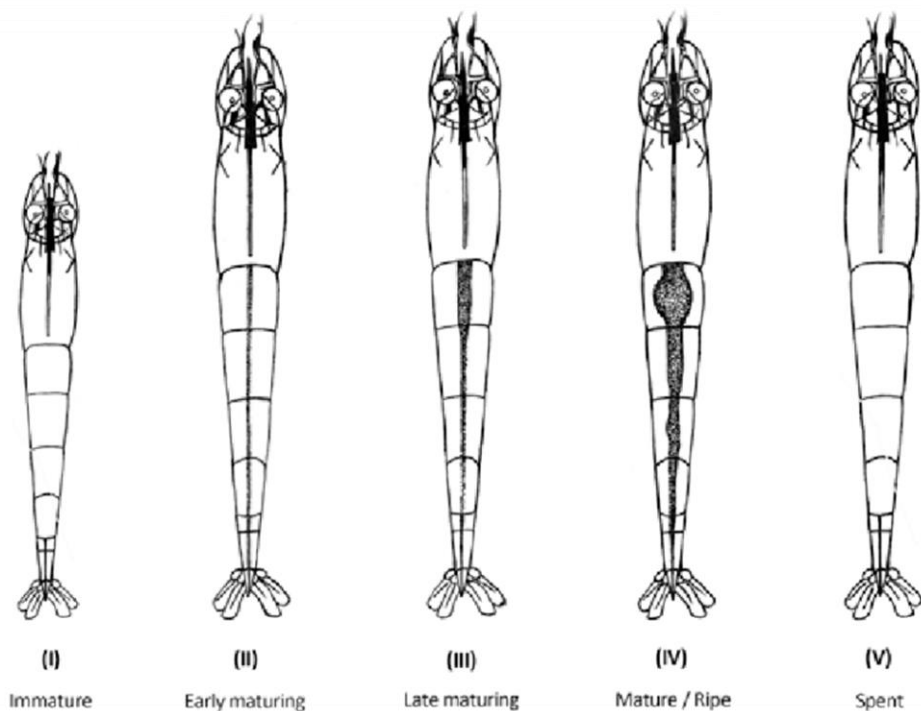 (I) (II) (III) (IV) (V)
Immature Early maturing Late maturing Mature / Ripe Spent